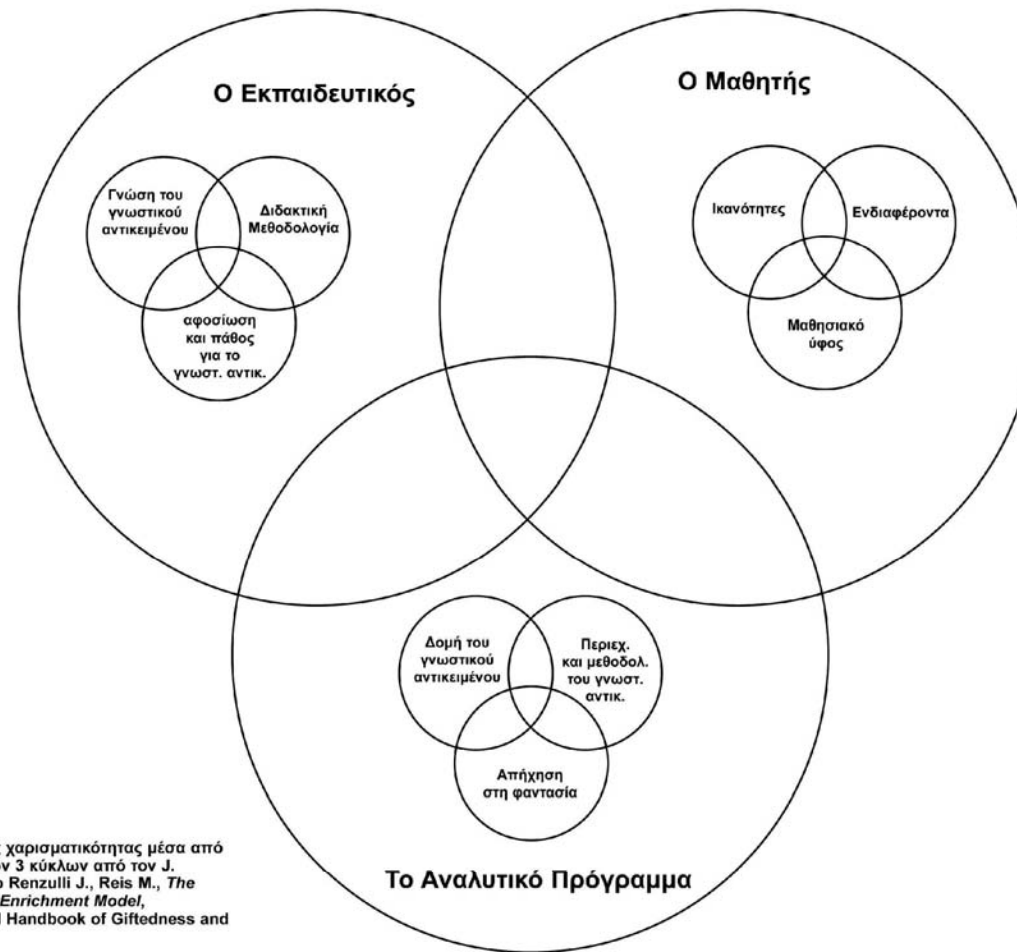 Ο Εκπαιδευτικός
Γνώση του
γνωστικού
αντικειμένου
Διδακτική
Μεθοδολογία
αφοσίωση
και πάθος
για το
γνωστ. αντικ.
Ο Μαθητής
Ικανότητες
Ενδιαφέροντα
Μαθησιακό
ύφος
Δομή του
γνωστικού
αντικειμένου
Περιεχ.
και μεθοδολ.
του γνωστ.
αντικ.
Απήχηση
στη φαντασία
Το Αναλυτικό Πρόγραμμα
χαρισματικότητας μέσα από
3 κύκλων από τον J.
Renzulli J., Reis M., The
Enrichment Model,
Handbook of Giftedness and